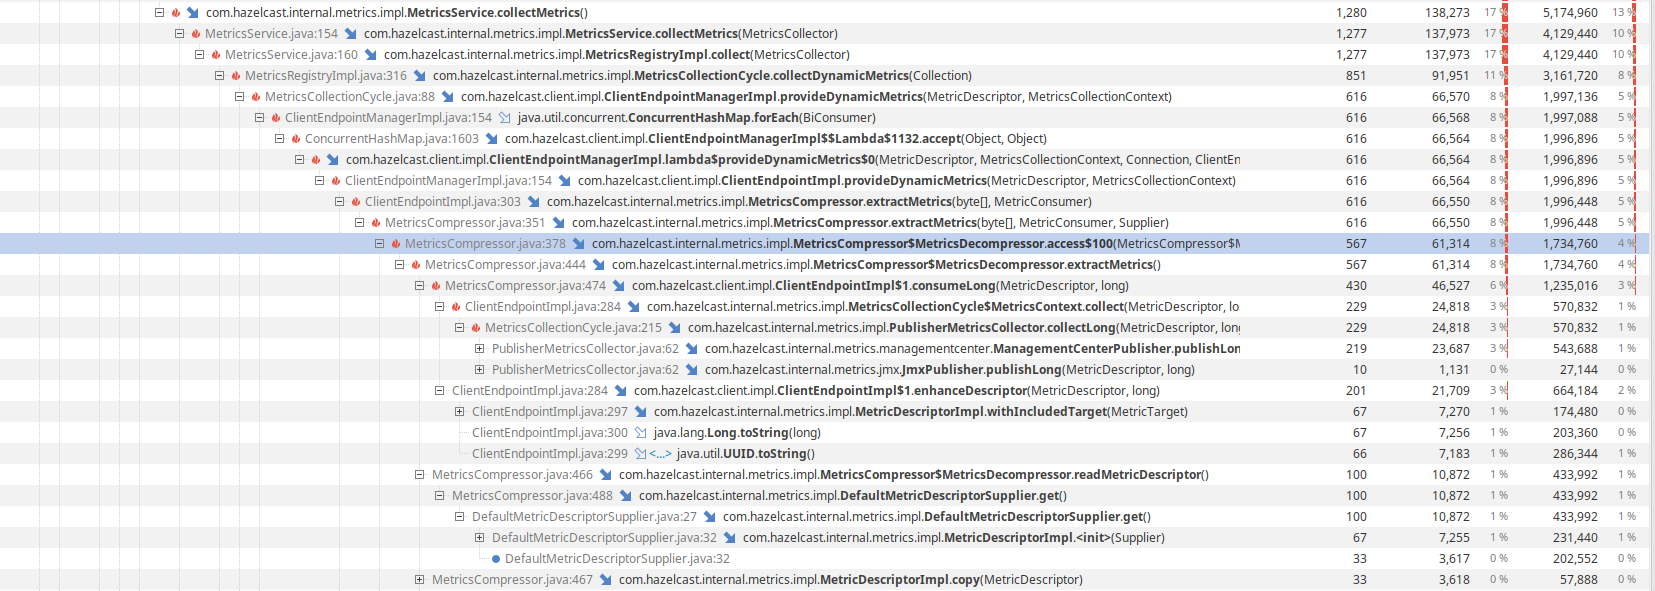 com.hazelcast.internal.metrics.impl.MetricsService.collectMetrics() 1,280 138,273 17 % 5,174,960 13 %
MetricsService.java:154 com.hazelcast.internal.metrics.impl.MetricsService.collectMetrics(MetricsCollector) 1,277 137,973 17 % 4,129,440 10 %
MetricsService.java:160 com.hazelcast.internal.metrics.impl.MetricsRegistryImpl.collect(MetricsCollector) 1,277 137,973 17 % 4,129,440 10 %
MetricsRegistryImpl.java:316 com.hazelcast.internal.metrics.impl.MetricsCollectionCycle.collectDynamicMetrics(Collection) 851 91,951 11 % 3,161,720 8 %
MetricsCollectionCycle.java:88 com.hazelcast.client.impl.ClientEndpointManagerImpl.provideDynamicMetrics(MetricDescriptor, MetricsCollectionContext) 616 66,570 8 % 1,997,136 5 %
ClientEndpointManagerImpl.java:154 java.util.concurrent.ConcurrentHashMap.forEach(BiConsumer) 616 66,568 8 % 1,997,088 5 %
ConcurrentHashMap.java:1603 com.hazelcast.client.impl.ClientEndpointManagerImpl$$Lambda$1132.accept(Object, Object) 616 66,564 8 % 1,996,896 5 %
com.hazelcast.client.impl.ClientEndpointManagerImpl.lambda$provideDynamicMetrics$0(MetricDescriptor, MetricsCollectionContext, Connection, ClientEn 616 66,564 8 % 1,996,896 5 %
ClientEndpointManagerImpl.java:154 com.hazelcast.client.impl.ClientEndpointImpl.provideDynamicMetrics(MetricDescriptor, MetricsCollectionContext) 616 66,564 8 % 1,996,896 5 %
ClientEndpointImpl.java:303 com.hazelcast.internal.metrics.impl.MetricsCompressor.extractMetrics(byte[], MetricConsumer) 616 66,550 8 % 1,996,448 5 %
MetricsCompressor.java:351 com.hazelcast.internal.metrics.impl.MetricsCompressor.extractMetrics(byte[], MetricConsumer, Supplier) 616 66,550 8 % 1,996,448 5 %
MetricsCompressor.java:378 com.hazelcast.internal.metrics.impl.MetricsCompressor$MetricsDecompressor.access$100(MetricsCompressor$M 567 61,314 8 % 1,734,760 4 %
MetricsCompressor.java:444 com.hazelcast.internal.metrics.impl.MetricsCompressor$MetricsDecompressor.extractMetrics() 567 61,314 8 % 1,734,760 4 %
MetricsCompressor.java:474 com.hazelcast.client.impl.ClientEndpointImpl$1.consumeLong(MetricDescriptor, long) 430 46,527 6 % 1,235,016 3 %
ClientEndpointImpl.java:284 com.hazelcast.internal.metrics.impl.MetricsCollectionCycle$MetricsContext.collect(MetricDescriptor, lo 229 24,818 3 % 570,832 1 %
MetricsCollectionCycle.java:215 com.hazelcast.internal.metrics.impl.PublisherMetricsCollector.collectLong(MetricDescriptor, long 229 24,818 3 % 570,832 1 %
PublisherMetricsCollector.java:62 com.hazelcast.internal.metrics.managementcenter.ManagementCenterPublisher.publishLon 219 23,687 3 % 543,688 1 %
PublisherMetricsCollector.java:62 com.hazelcast.internal.metrics.jmx.JmxPublisher.publishLong(MetricDescriptor, long) 10 1,131 0 % 27,144 0 %
ClientEndpointImpl.java:284 com.hazelcast.client.impl.ClientEndpointImpl$1.enhanceDescriptor(MetricDescriptor, long) 201 21,709 3 % 664,184 2 %
ClientEndpointImpl.java:297 com.hazelcast.internal.metrics.impl.MetricDescriptorImpl.withIncludedTarget(MetricTarget) 67 7,270 1 % 174,480 0 %
ClientEndpointImpl.java:300 java.lang.Long.toString(long) 67 7,256 1 % 203,360 0 %
ClientEndpointImpl.java:299 <...> java.util.UUID.toString() 66 7,183 1 % 286,344 0 %
MetricsCompressor.java:466 com.hazelcast.internal.metrics.impl.MetricsCompressor$MetricsDecompressor.readMetricDescriptor() 100 10,872 1 % 433,992 1 %
MetricsCompressor.java:488 com.hazelcast.internal.metrics.impl.DefaultMetricDescriptorSupplier.get() 100 10,872 1 % 433,992 1 %
DefaultMetricDescriptorSupplier.java:27 com.hazelcast.internal.metrics.impl.DefaultMetricDescriptorSupplier.get() 100 10,872 1 % 433,992 1 %
DefaultMetricDescriptorSupplier.java:32 com.hazelcast.internal.metrics.impl.MetricDescriptorImpl.<init>(Supplier) 67 7,255 1 % 231,440 1 %
DefaultMetricDescriptorSupplier.java:32 33 3,617 0 % 202,552 0 %
MetricsCompressor.java:467 com.hazelcast.internal.metrics.impl.MetricDescriptorImpl.copy(MetricDescriptor) 33 3,618 0 % 57,888 0 %